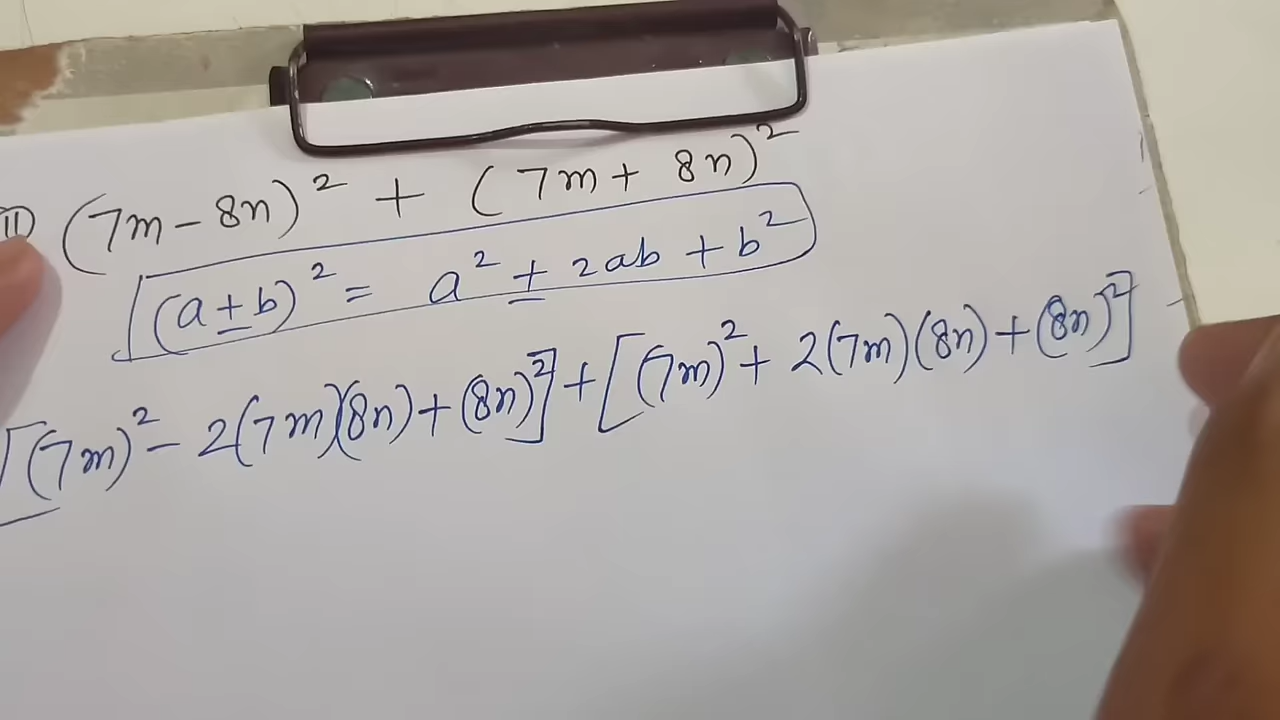 (ii) (7m - 8n)² + (7m + 8n)²
(a ± b)² = a² ± 2ab + b²
[(7m)² - 2(7m)(8n) + (8n)²] + [(7m)² + 2(7m)(8n) + (8n)²]